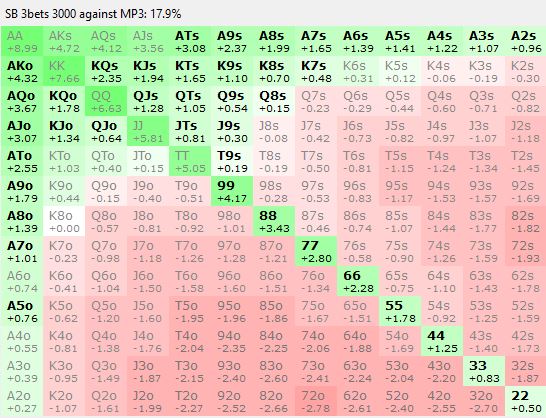 SB 3bets 3000 against MP3: 17.9%
AA AKs AQs AJs ATs A9s A8s A7s A6s A5s A4s A3s A2s
+8.99 +4.72 +4.12 +3.56 +3.08 +2.37 +1.99 +1.65 +1.39 +1.41 +1.22 +1.07 +0.96
AKo KK KQs KJs KTs K9s K8s K7s K6s K5s K4s K3s K2s
+4.32 +7.66 +2.35 +1.94 +1.65 +1.10 +0.70 +0.48 +0.31 +0.12 -0.06 -0.19 -0.30
AQo KQo QQ QJs QTs Q9s Q8s Q7s Q6s Q5s Q4s Q3s Q2s
+3.67 +1.78 +6.63 +1.28 +1.05 +0.54 +0.15 -0.23 -0.29 -0.44 -0.60 -0.71 -0.82
AJo KJo QJo JJ JTs J9s J8s J7s J6s J5s J4s J3s J2s
+3.07 +1.34 +0.64 +5.81 +0.81 +0.30 -0.08 -0.42 -0.73 -0.82 -0.97 -1.07 -1.18
ATo KTo QTo JTo TT T9s T8s T7s T6s T5s T4s T3s T2s
+2.55 +1.03 +0.40 +0.15 +5.05 +0.19 -0.19 -0.50 -0.81 -1.15 -1.24 -1.34 -1.45
A9o K9o Q9o J9o T9o 99 98s 97s 96s 95s 94s 93s 92s
+1.79 +0.44 -0.15 -0.40 -0.51 +4.17 -0.28 -0.53 -0.83 -1.17 -1.53 -1.57 -1.69
A8o K8o Q8o J8o T8o 98o 88 87s 86s 85s 84s 83s 82s
+1.39 +0.00 -0.57 -0.81 -0.92 -1.01 +3.43 -0.46 -0.74 -1.07 -1.44 -1.77 -1.82
A7o K7o Q7o J7o T7o 97o 87o 77 76s 75s 74s 73s 72s
+1.01 -0.23 -0.98 -1.18 -1.26 -1.28 -1.21 +2.80 -0.58 -0.90 -1.26 -1.59 -1.93
A6o K6o Q6o J6o T6o 96o 86o 76o 66 65s 64s 63s 62s
+0.74 -0.41 -1.04 -1.50 -1.58 -1.60 -1.51 -1.34 +2.28 -0.75 -1.10 -1.43 -1.78
A5o K5o Q5o J5o T5o 95o 85o 75o 65o 55 54s 53s 52s
+0.76 -0.62 -1.20 -1.60 -1.95 -1.96 -1.86 -1.67 -1.51 +1.78 -0.92 -1.25 -1.59
A4o K4o Q4o J4o T4o 94o 84o 74o 64o 54o 44 43s 42s
+0.55 -0.81 -1.38 -1.76 -2.04 -2.35 -2.25 -2.06 -1.88 -1.69 +1.25 -1.40 -1.73
A3o K3o Q3o J3o T3o 93o 83o 73o 63o 53o 43o 33 32s
+0.39 -0.95 -1.49 -1.87 -2.15 -2.40 -2.60 -2.41 -2.24 -2.04 -2.20 +0.83 -1.87
A2o K2o Q2o J2o T2o 92o 82o 72o 62o 52o 42o 32o 22
+0.27 -1.07 -1.61 -1.99 -2.27 -2.52 -2.66 -2.78 -2.61 -2.40 -2.55 -2.70 +0.50